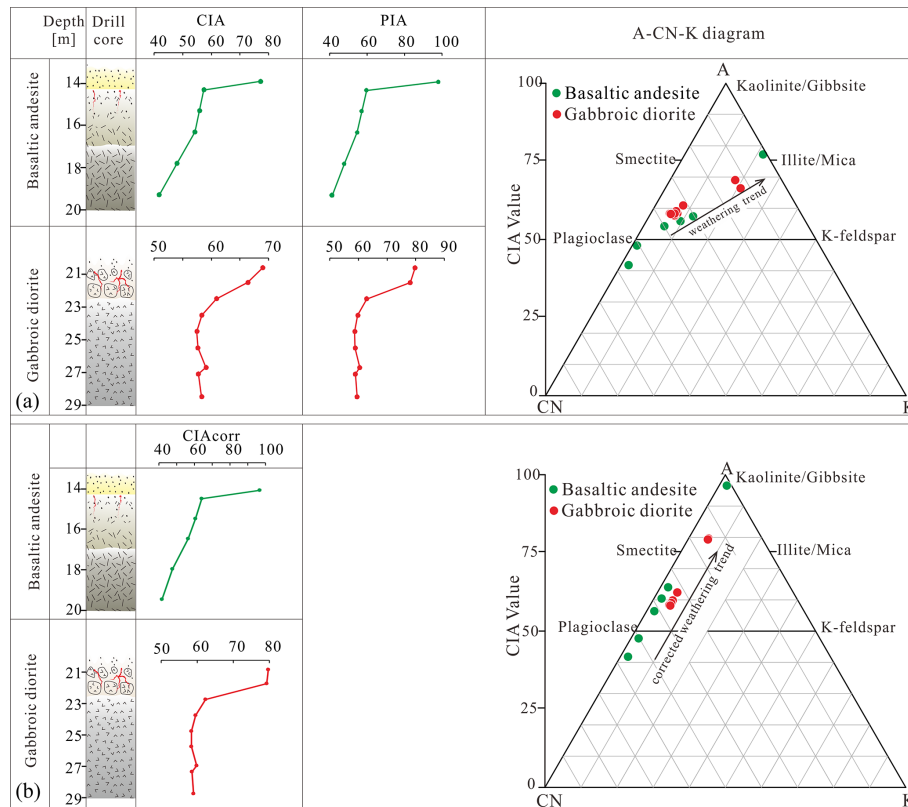 Depth
[m]
Drill
core
CIA
40 50 60 70 80
PIA
40 60 80 100
A-CN-K diagram
Basaltic andesite
14
16
18
20
Gabbroic diorite
50 60 70
50 60 70 80 90
21
23
25
27
29
(a)
A
100
Kaolinite/Gibbsite
Basaltic andesite
Gabbroic diorite
75
Smectite
Illite/Mica
weathering trend
CIA Value
Plagioclase
50
K-feldspar
25
0
CN
K
CIAcorr
40 60 80 100
Basaltic andesite
14
16
18
20
Gabbroic diorite
50 60 70 80
21
23
25
27
29
(b)
A
100
Kaolinite/Gibbsite
Basaltic andesite
Gabbroic diorite
75
Smectite
Illite/Mica
corrected weathering trend
CIA Value
Plagioclase
50
K-feldspar
25
0
CN
K